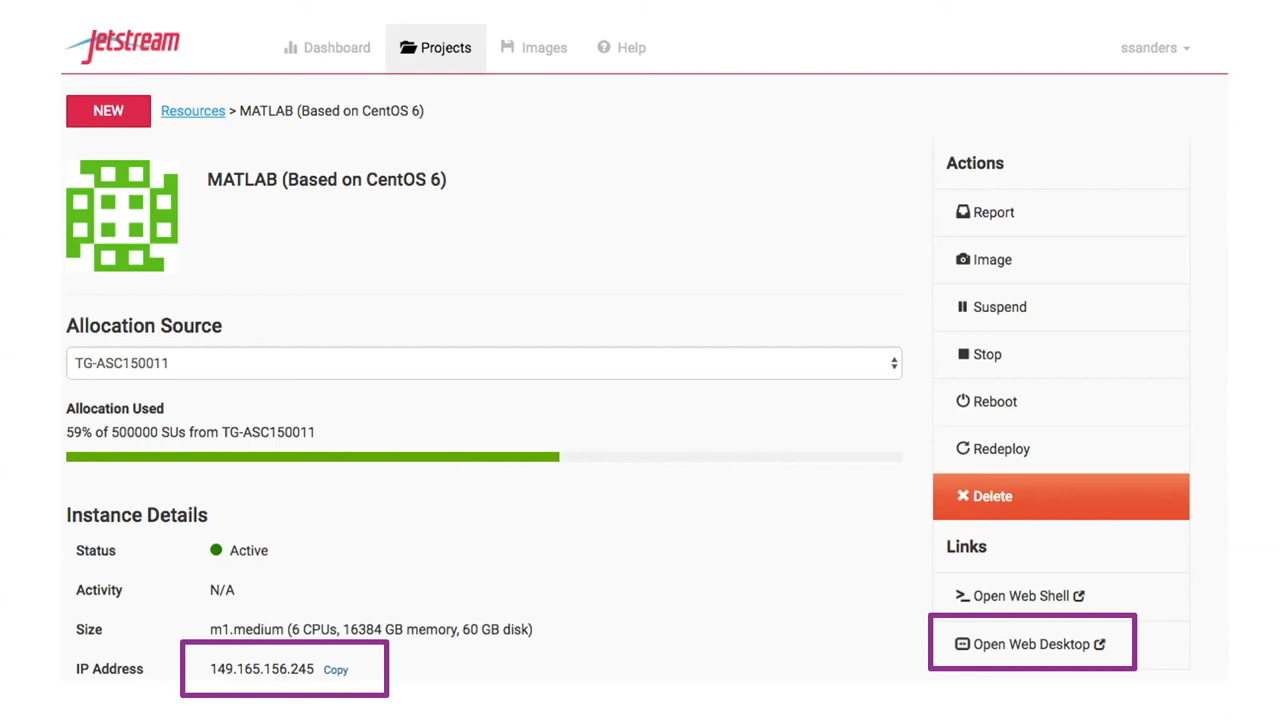 Jetstream
Dashboard
Projects
Images
Help
ssanders
NEW
Resources > MATLAB (Based on CentOS 6)
MATLAB (Based on CentOS 6)
Allocation Source
TG-ASC150011
Allocation Used
59% of 500000 SUs from TG-ASC150011
Instance Details
Status Active
Activity N/A
Size m1.medium (6 CPUs, 16384 GB memory, 60 GB disk)
IP Address 149.165.156.245 Copy
Actions
Report
Image
Suspend
Stop
Reboot
Redeploy
Delete
Links
Open Web Shell
Open Web Desktop